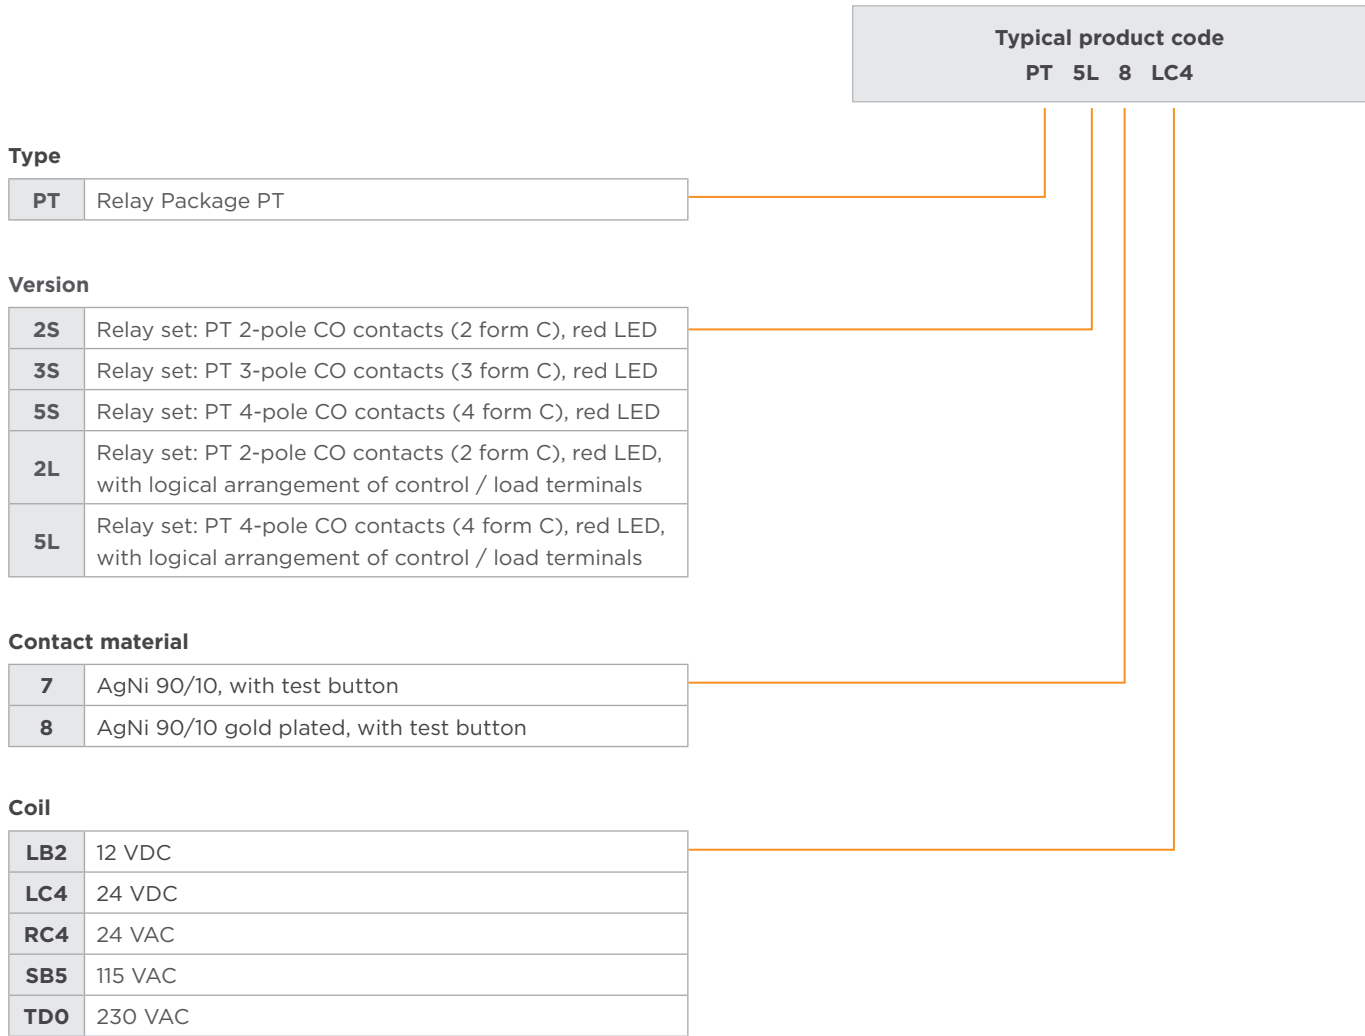 Typical product code
PT 5L 8 LC4
Type
PT Relay Package PT
Version
2S Relay set: PT 2-pole CO contacts (2 form C), red LED
3S Relay set: PT 3-pole CO contacts (3 form C), red LED
5S Relay set: PT 4-pole CO contacts (4 form C), red LED
2L Relay set: PT 2-pole CO contacts (2 form C), red LED,
with logical arrangement of control / load terminals
5L Relay set: PT 4-pole CO contacts (4 form C), red LED,
with logical arrangement of control / load terminals
Contact material
7 AgNi 90/10, with test button
8 AgNi 90/10 gold plated, with test button
Coil
LB2 12 VDC
LC4 24 VDC
RC4 24 VAC
SB5 115 VAC
TD0 230 VAC